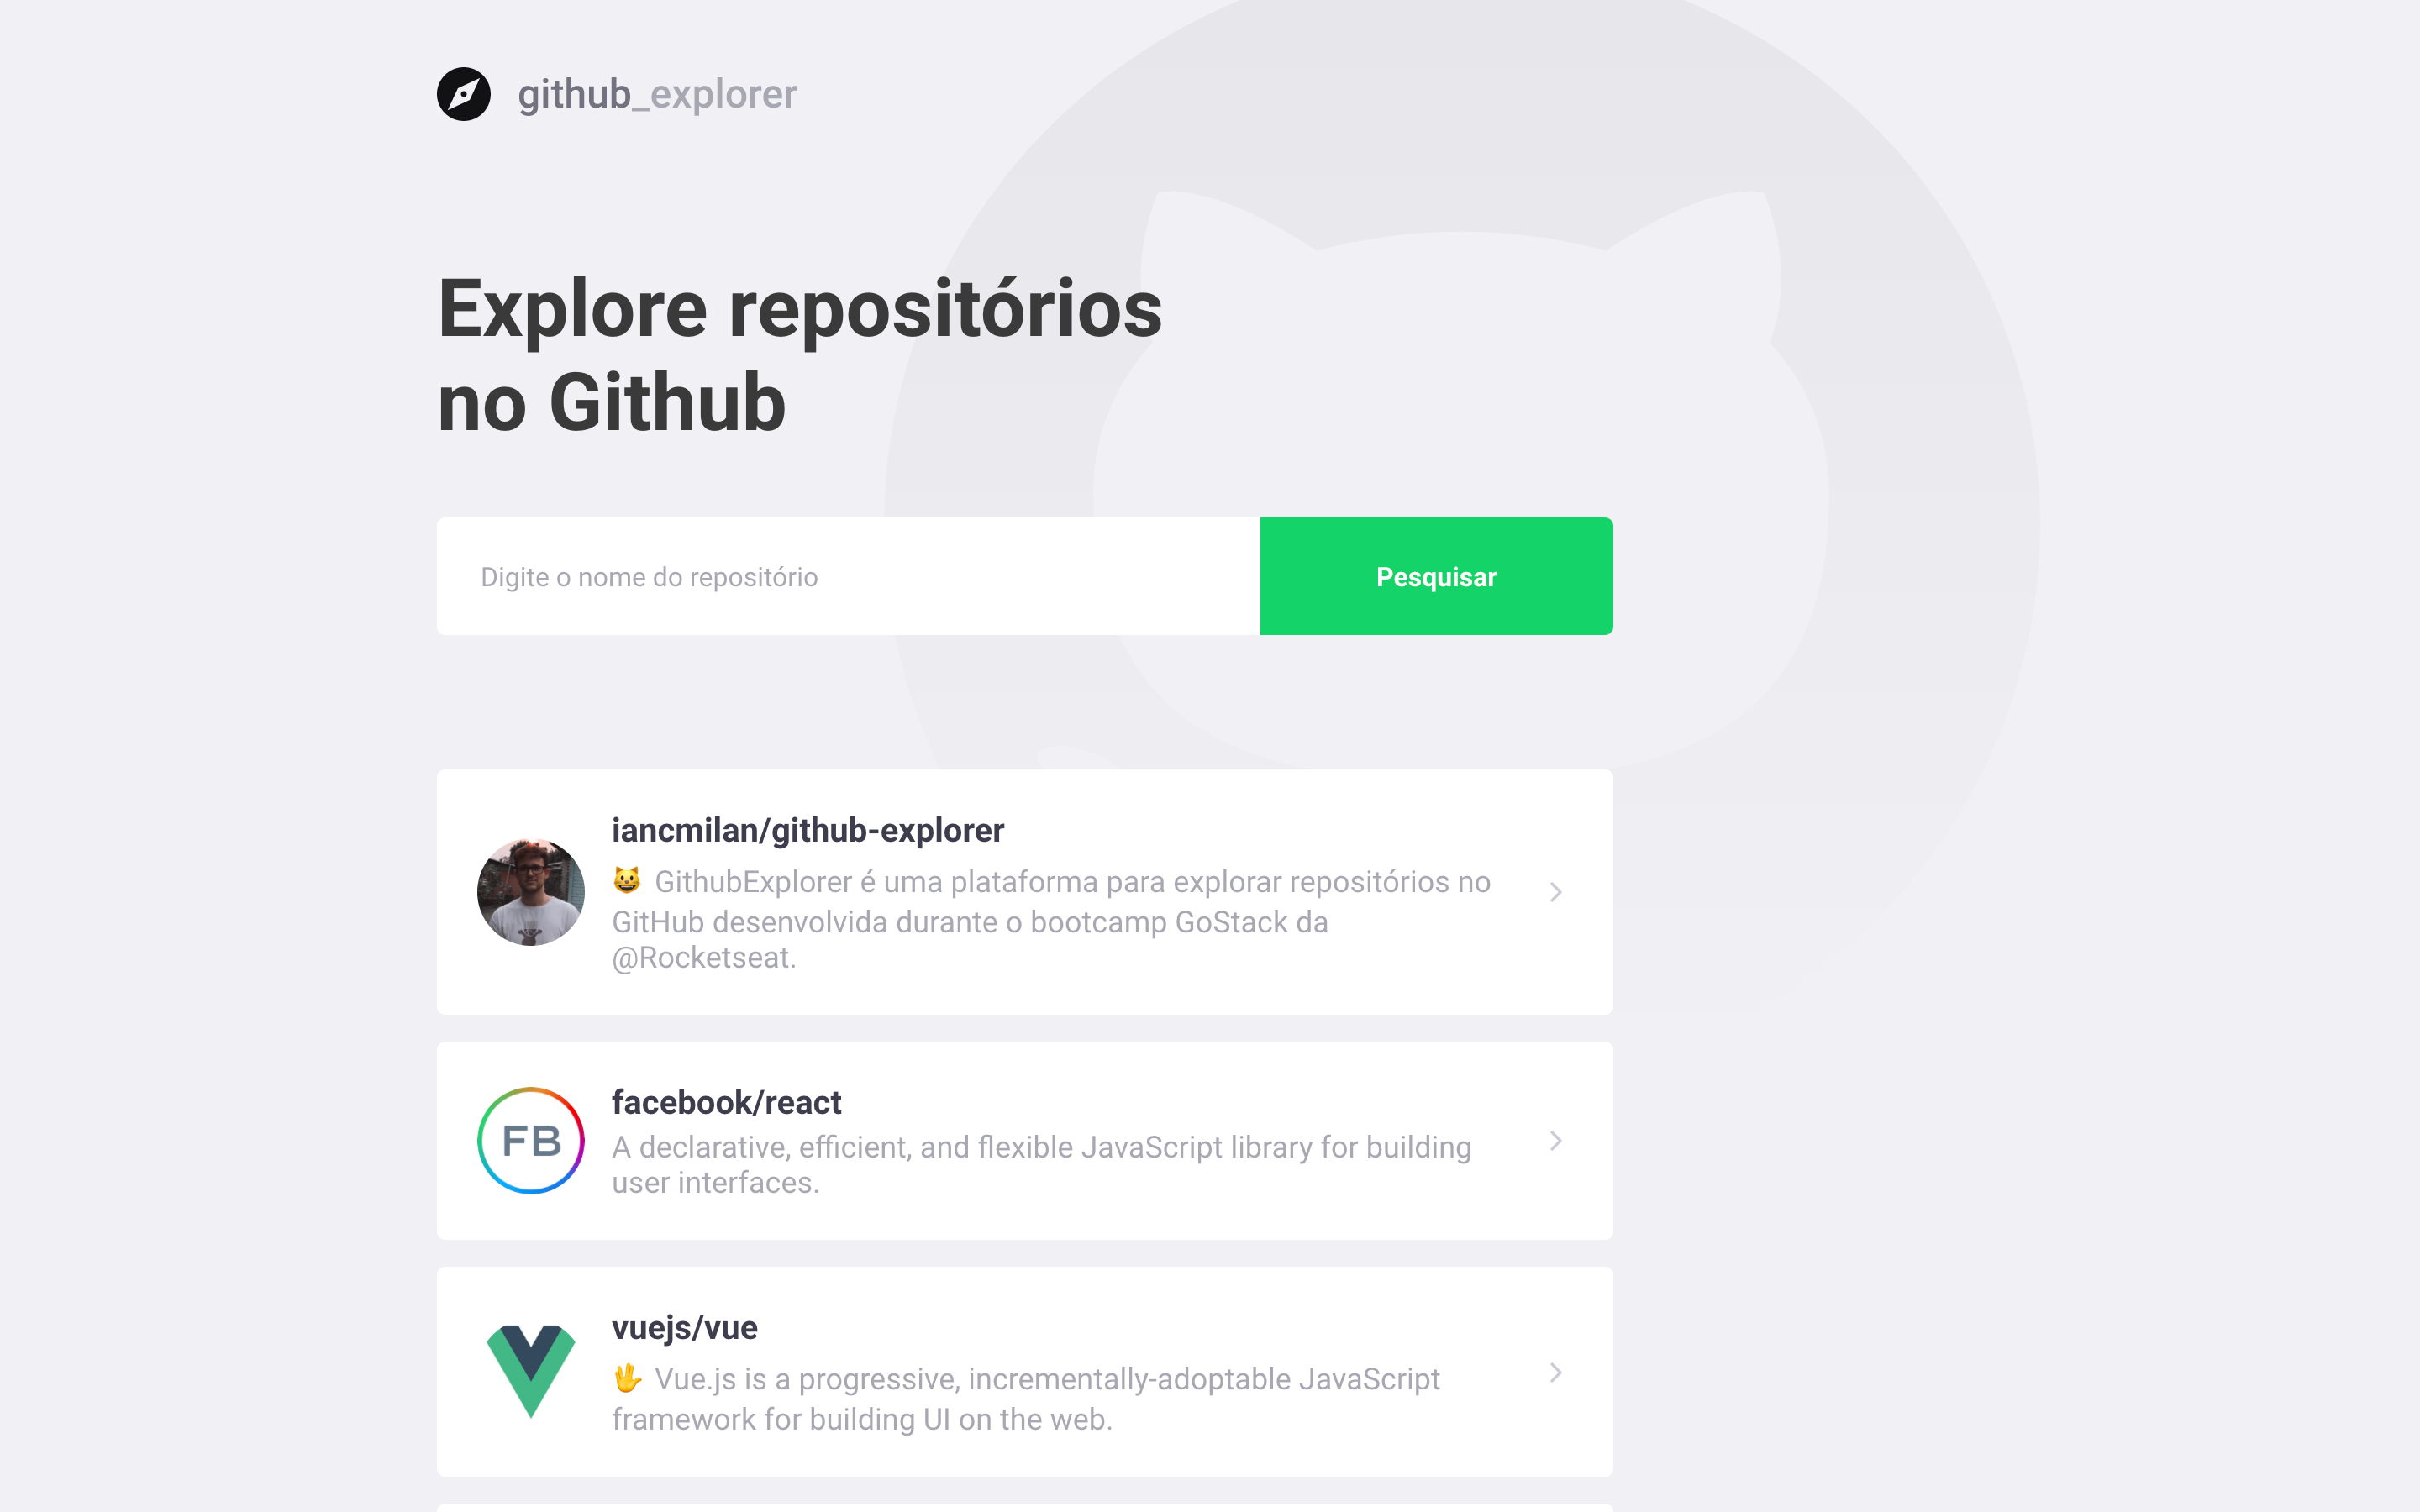 github_explorer
Explore repositórios
no Github
Digite o nome do repositório
Pesquisar
iancmilan/github-explorer
😺 GithubExplorer é uma plataforma para explorar repositórios no
GitHub desenvolvida durante o bootcamp GoStack da
@Rocketseat.
FB
facebook/react
A declarative, efficient, and flexible JavaScript library for building
user interfaces.
vuejs/vue
🖖 Vue.js is a progressive, incrementally-adoptable JavaScript
framework for building UI on the web.